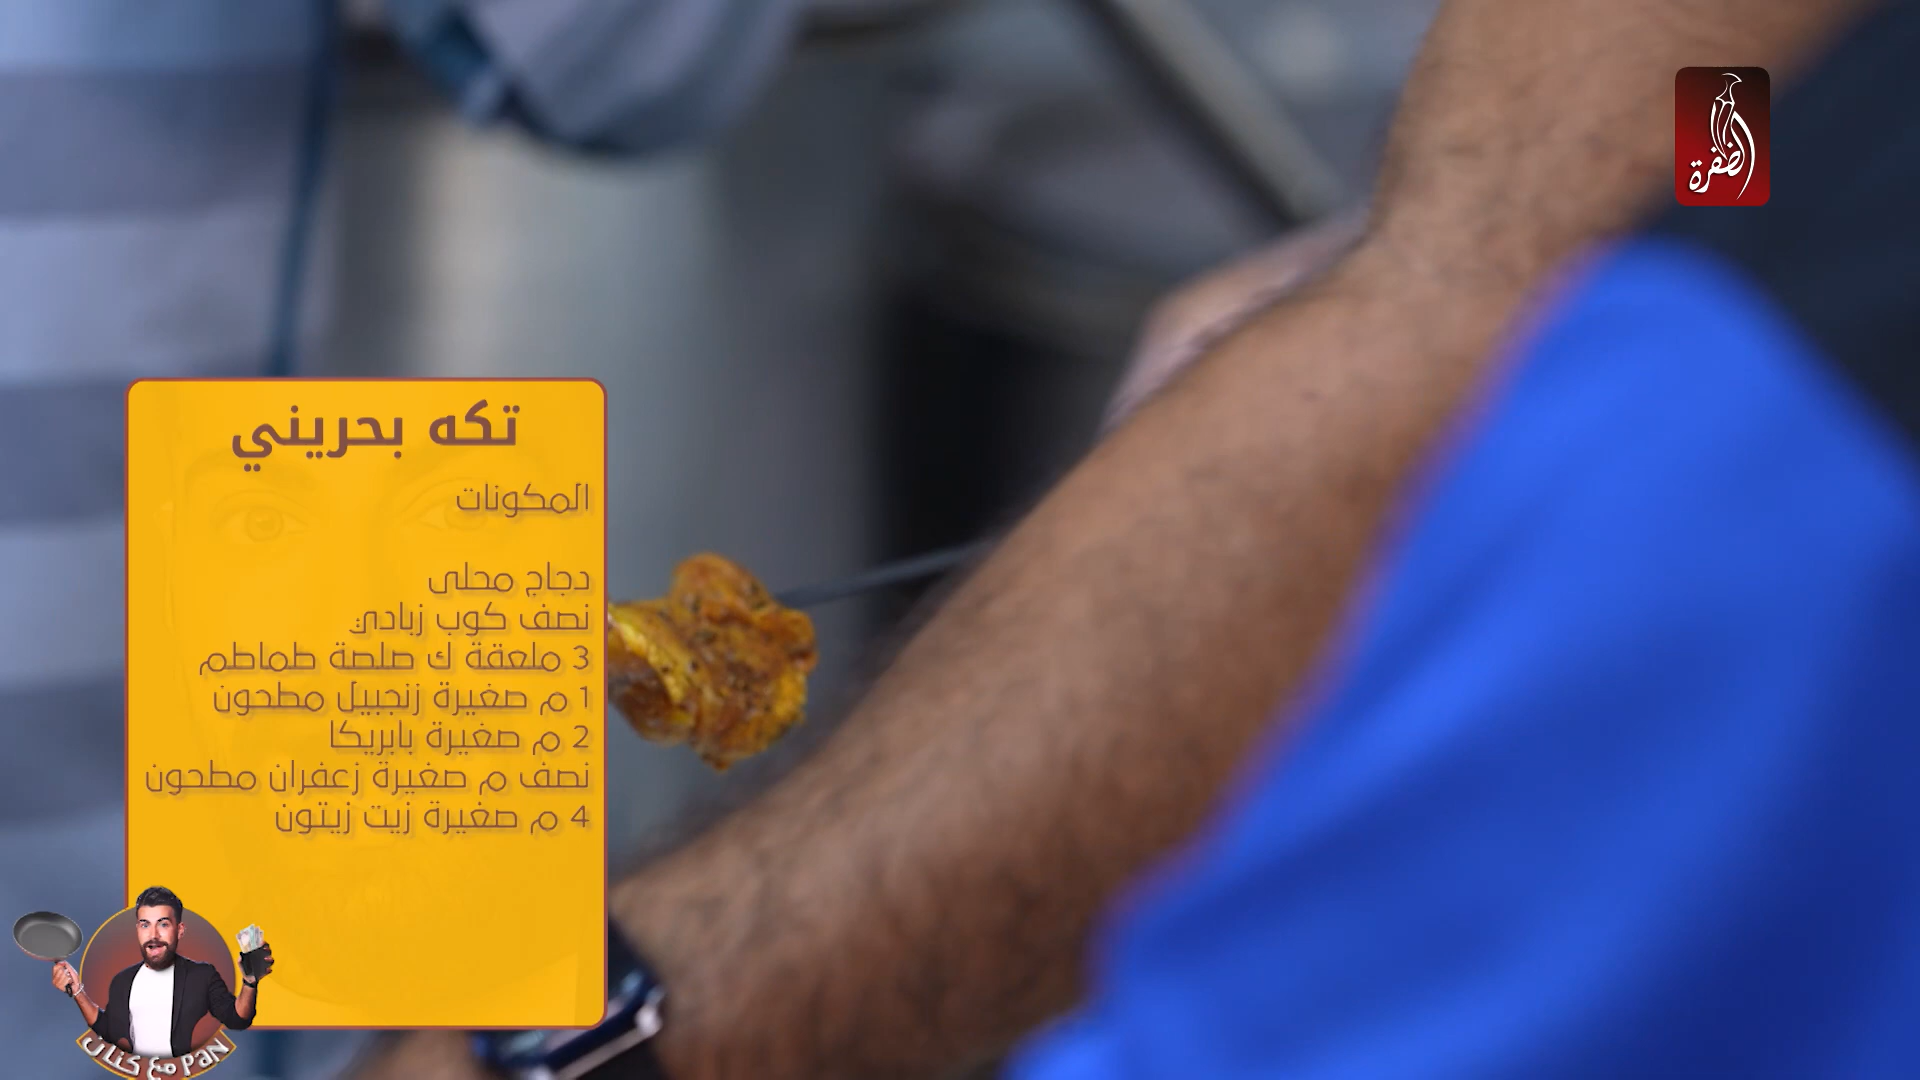 الظفرة
تكه بحريني
المكونات
دجاج محلى
نصف كوب زبادي
3 ملعقة ك صلصة طماطم
1 م صغيرة زنجبيل مطحون
2 م صغيرة بابريكا
نصف م صغيرة زعفران مطحون
4 م صغيرة زيت زيتون
PAN مع كنان